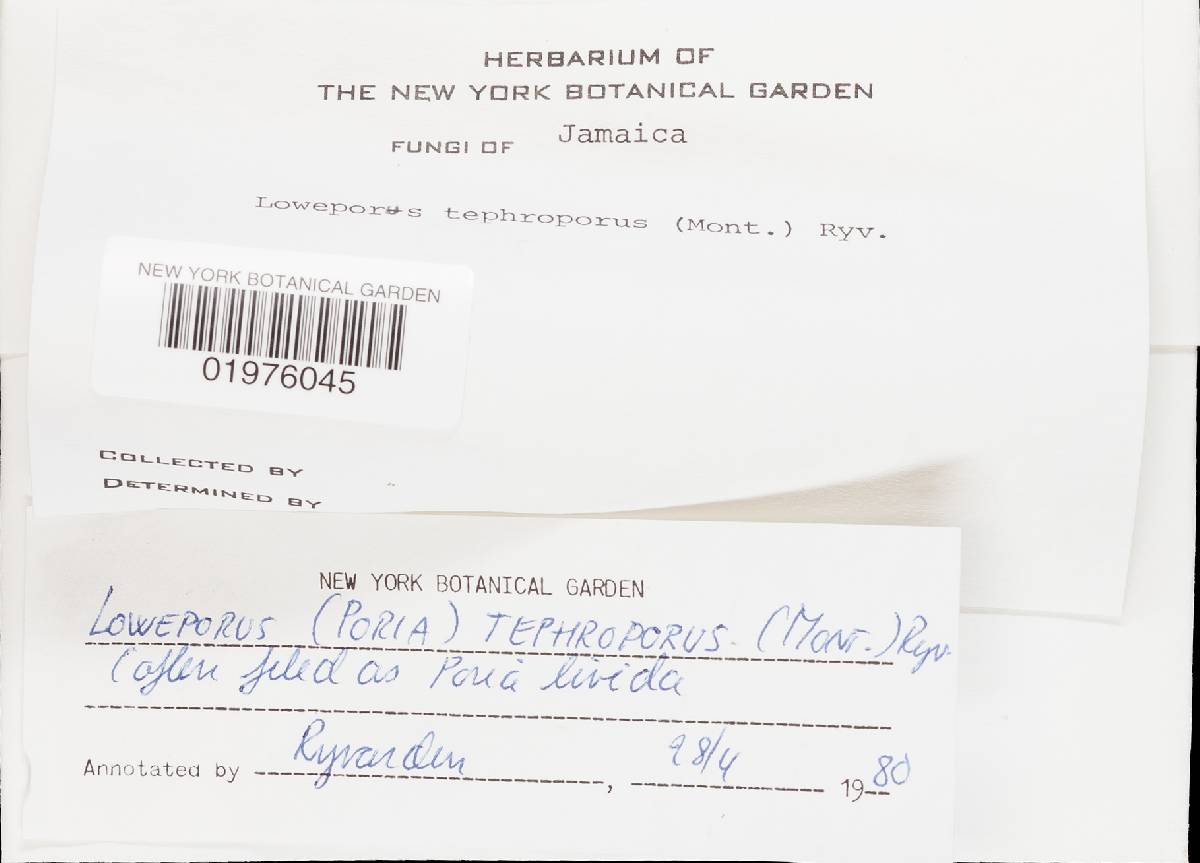 HERBARIUM OF
THE NEW YORK BOTANICAL GARDEN
FUNGI OF Jamaica
Loweporus tephroporus (Mont.) Ryv.
NEW YORK BOTANICAL GARDEN
01976045
COLLECTED BY
DETERMINED BY
NEW YORK BOTANICAL GARDEN
LOWEPORUS (PORIA) TEPHROPORUS. (MONT.) Ryv.
(often filed as Poria livida
Annotated by Ryvarden, 28/4 1980